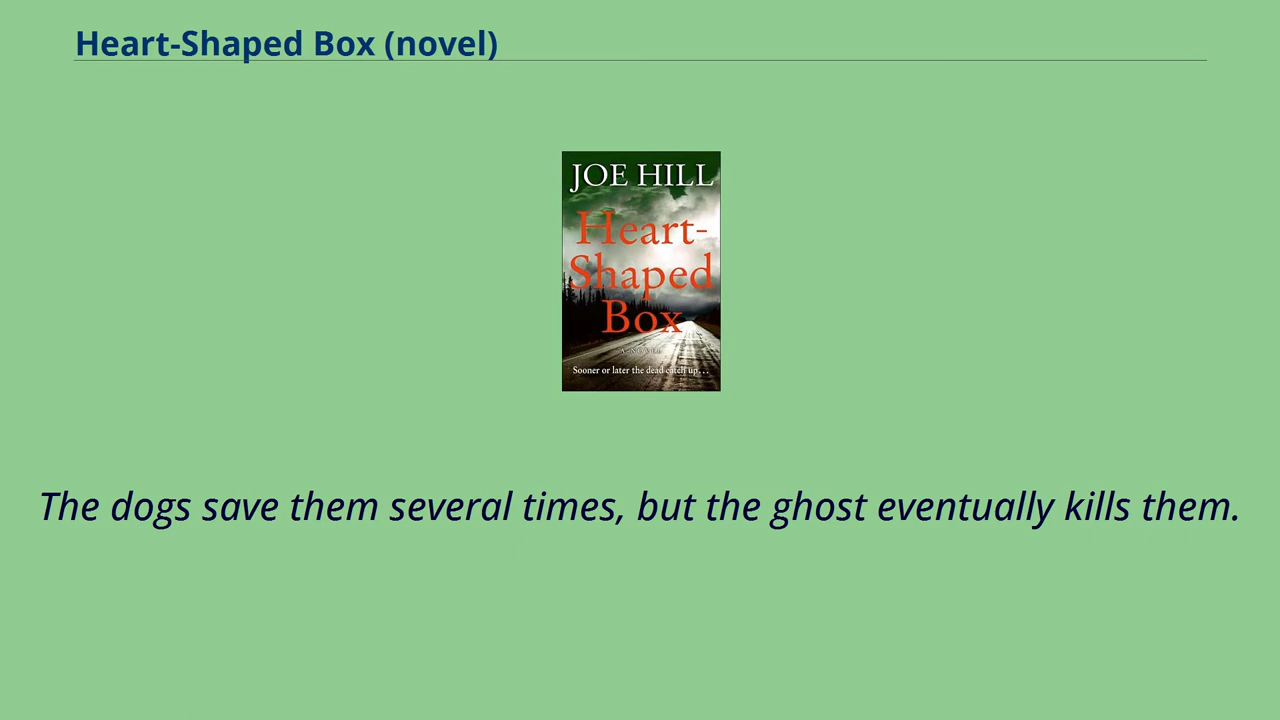 Heart-Shaped Box (novel)
JOE HILL
Heart-
Shaped
Box
A NOVEL
Sooner or later the dead catch up...
The dogs save them several times, but the ghost eventually kills them.